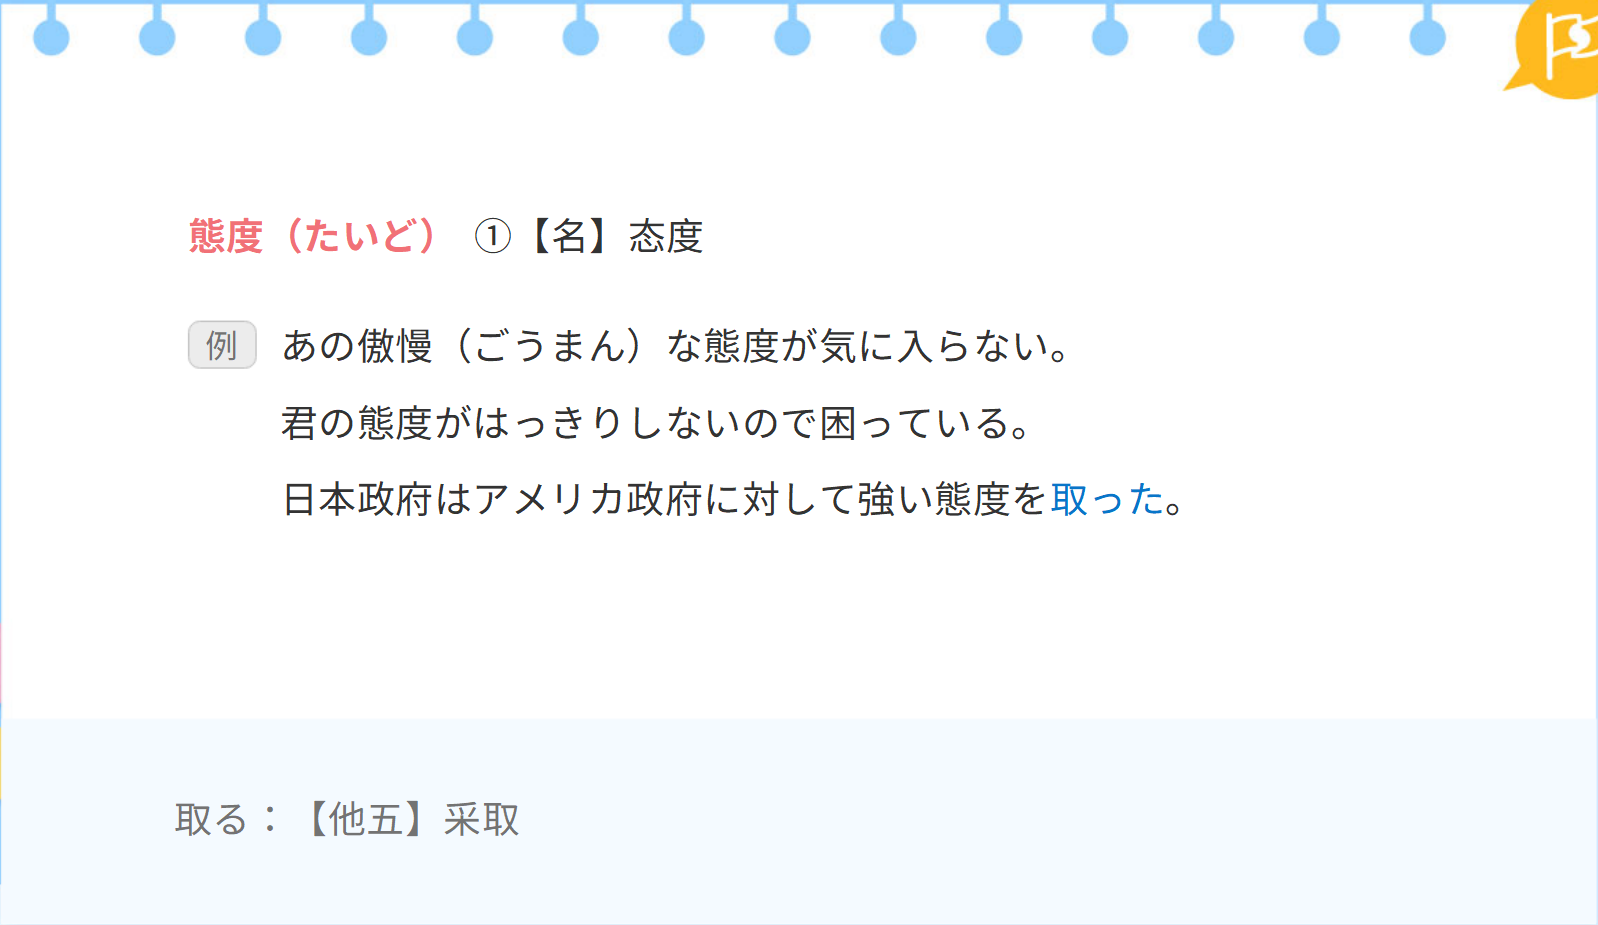 態度（たいど） ①【名】态度
例 あの傲慢（ごうまん）な態度が気に入らない。
君の態度がはっきりしないので困っている。
日本政府はアメリカ政府に対して強い態度を取った。
取る：【他五】采取